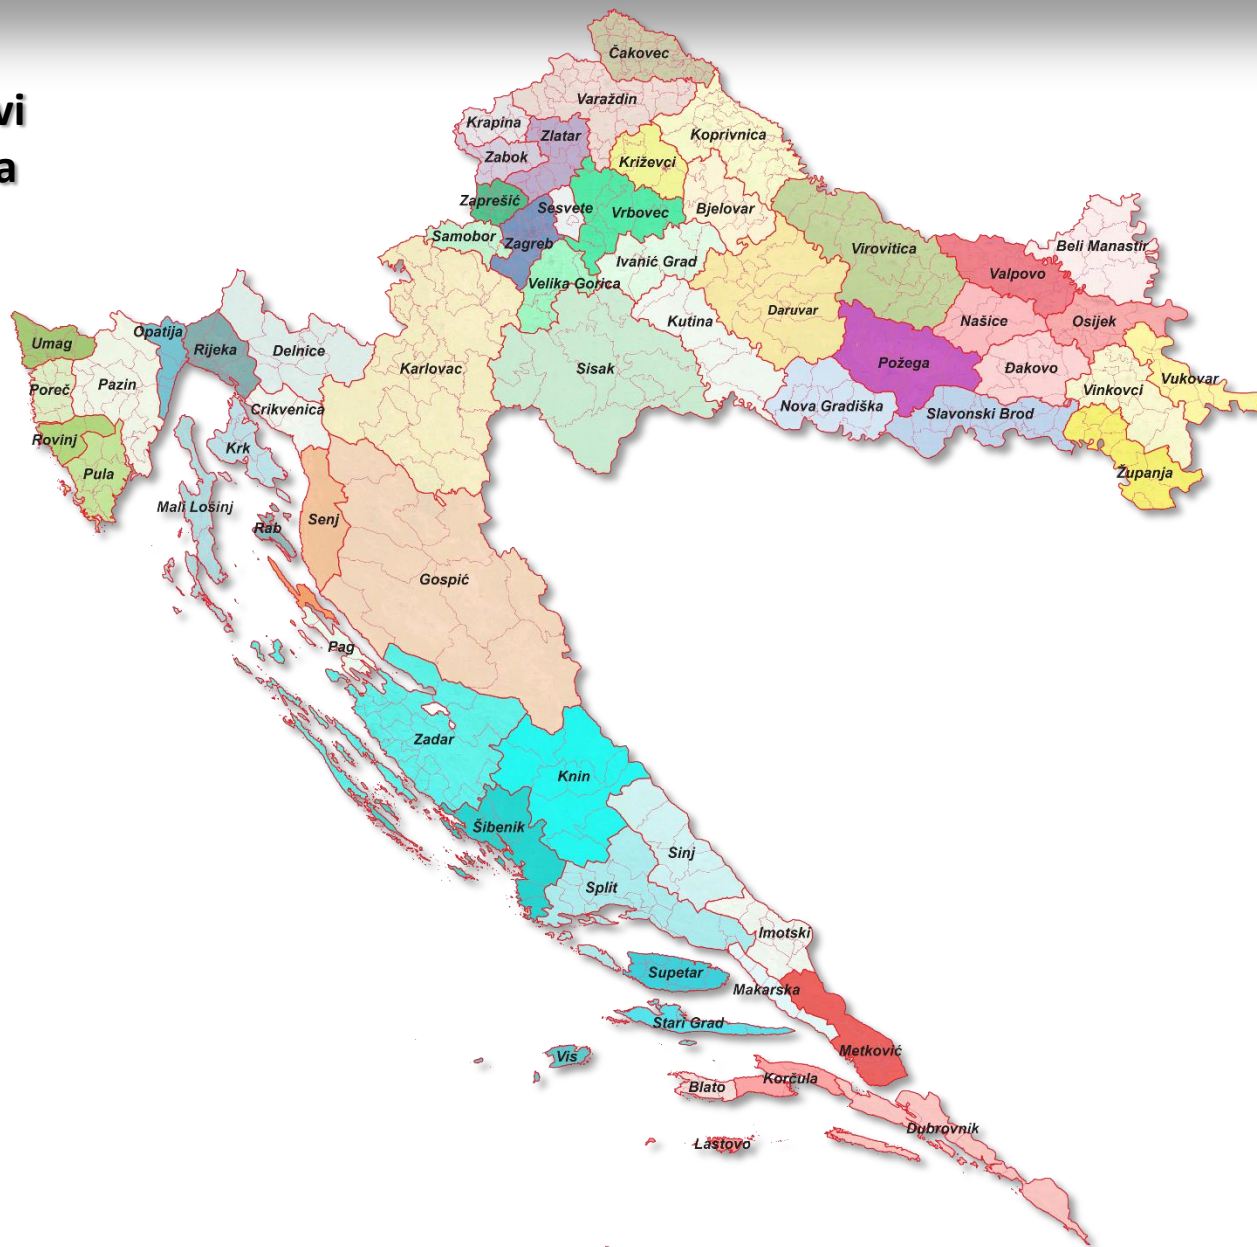 vi
a
Čakovec
Varaždin
Krapina
Zlatar
Koprivnica
Zabok
Križevci
Zaprešić
Sesvete
Vrbovec
Bjelovar
Samobor
Zagreb
Ivanić Grad
Virovitica
Beli Manastir
Velika Gorica
Valpovo
Daruvar
Kutina
Našice
Osijek
Umag
Opatija
Rijeka
Delnice
Karlovac
Sisak
Požega
Đakovo
Vinkovci
Vukovar
Poreč
Pazin
Crikvenica
Nova Gradiška
Slavonski Brod
Rovinj
Krk
Pula
Županja
Mali Lošinj
Rab
Senj
Gospić
Pag
Zadar
Knin
Šibenik
Sinj
Split
Imotski
Supetar
Makarska
Stari Grad
Vis
Metković
Blato
Korčula
Dubrovnik
Lastovo